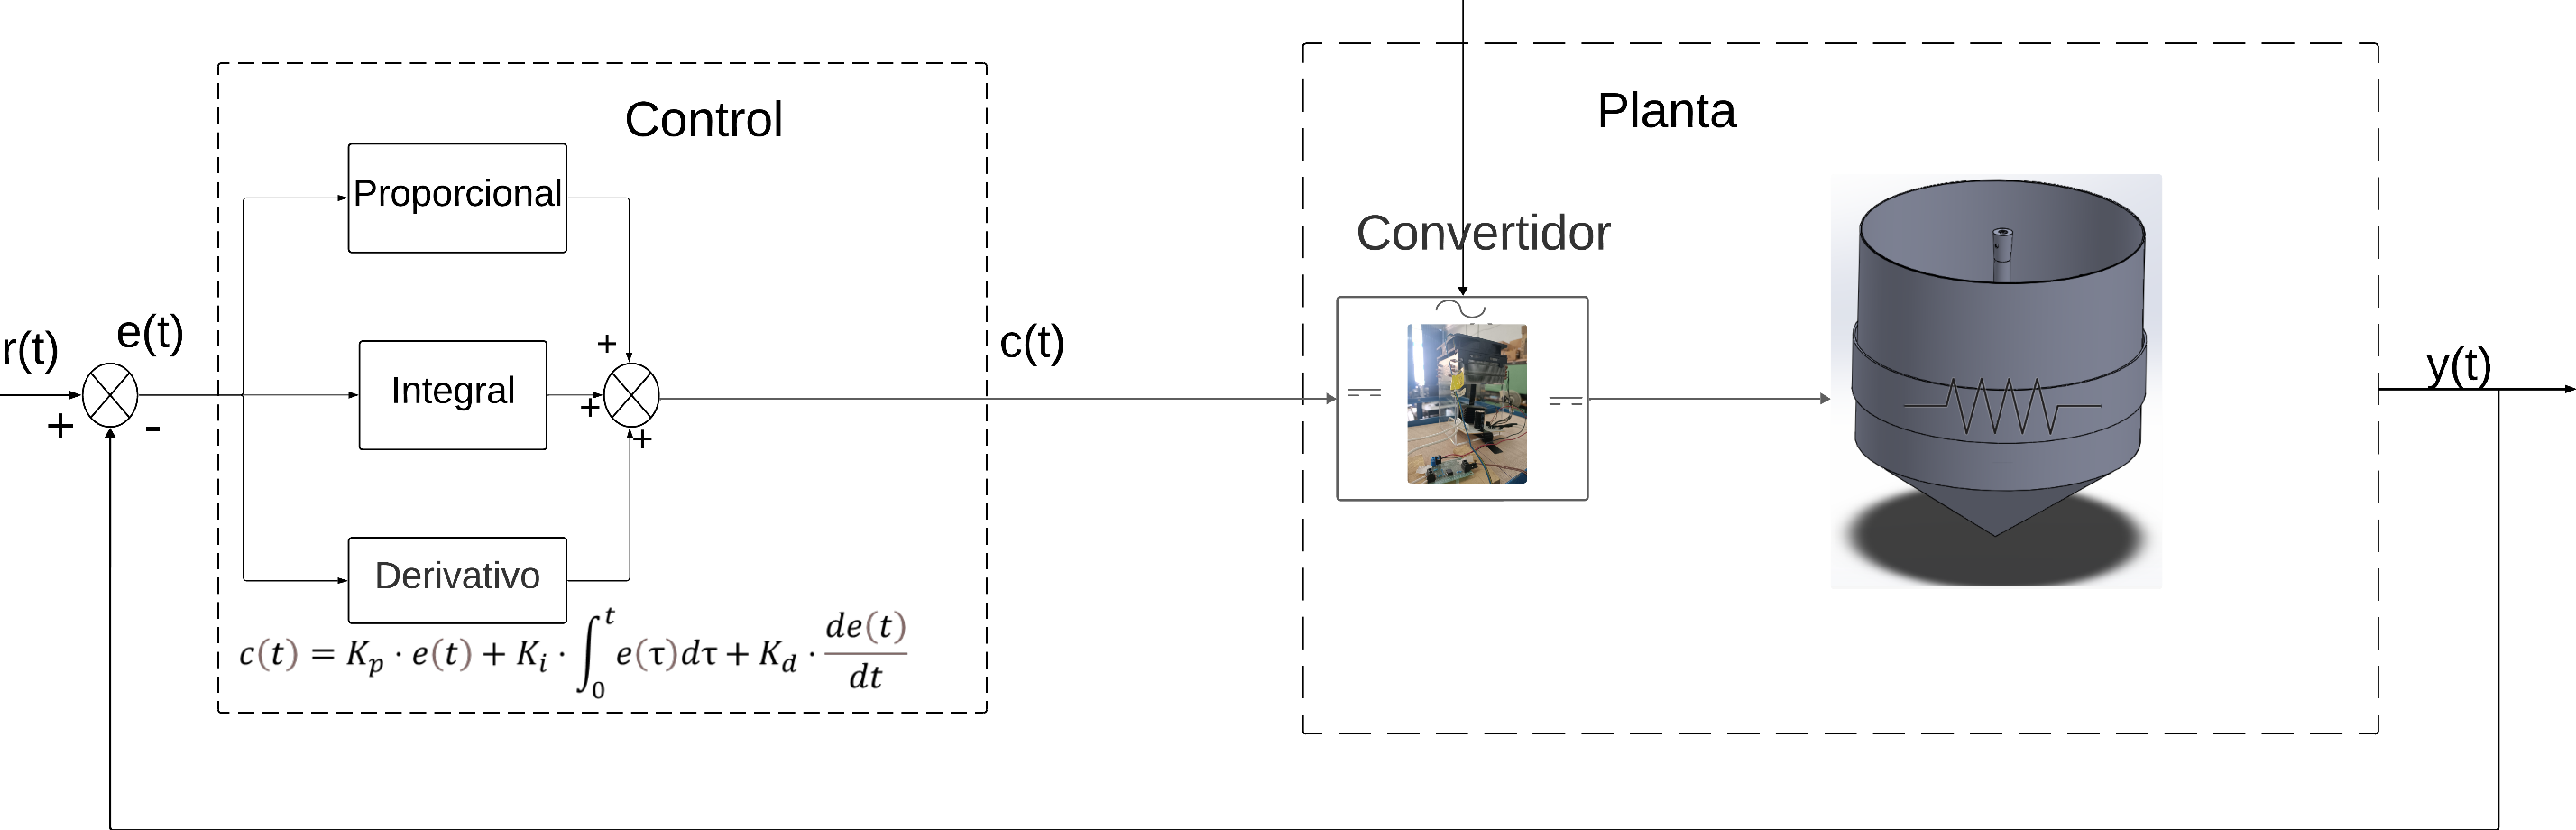 Control
Planta
Proporcional
Convertidor
r(t)
e(t)
+
-
Integral
+
+
+
c(t)
y(t)
Derivativo
c(t) = K_p · e(t) + K_i · ∫_0^t e(τ)dτ + K_d · de(t)/dt